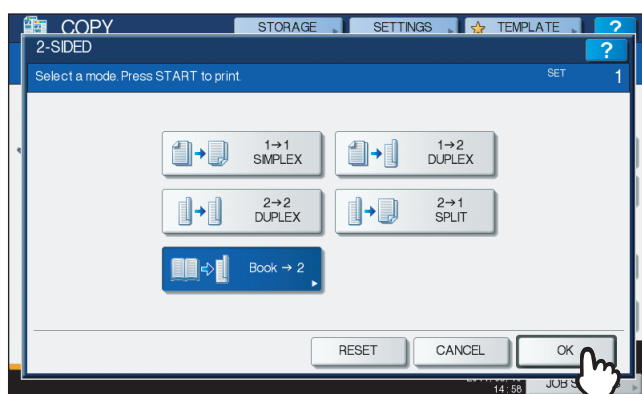 COPY STORAGE SETTINGS TEMPLATE ?
2-SIDED ?
Select a mode. Press START to print. SET 1
1→1 SIMPLEX
1→2 DUPLEX
2→2 DUPLEX
2→1 SPLIT
Book → 2
RESET CANCEL OK
14:58 JOB S